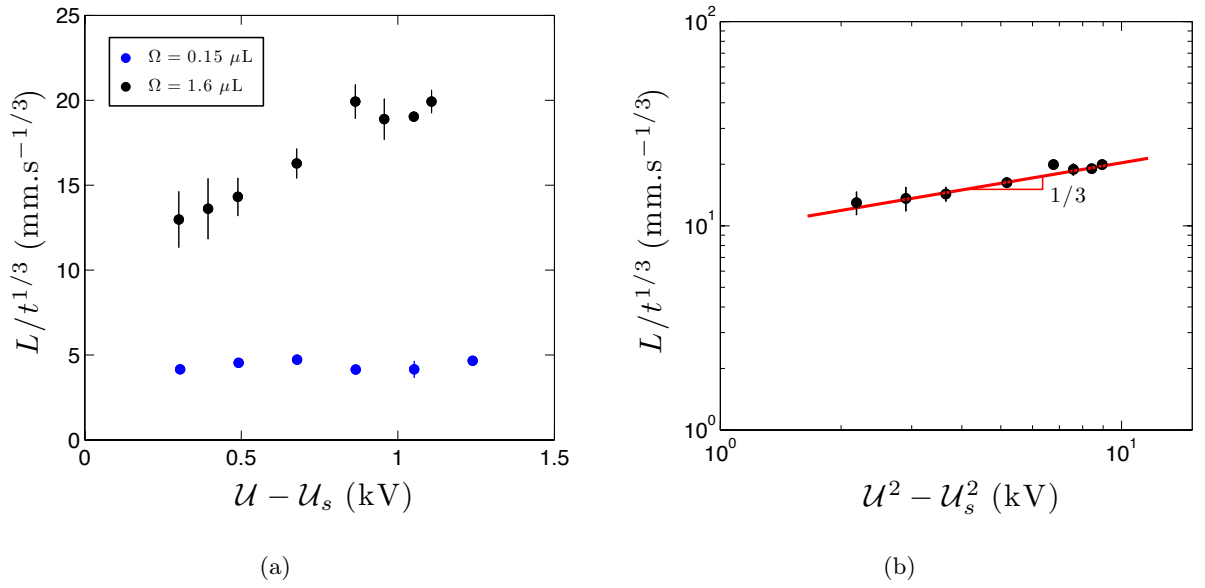 25
20
15
10
5
0
0 0.5 1 1.5
L/t^{1/3} (mm.s^{−1/3})
Ω = 0.15 μL
Ω = 1.6 μL
𝒰 − 𝒰_s (kV)
(a)
10^2
10^1
10^0
10^0 10^1
L/t^{1/3} (mm.s^{−1/3})
1/3
𝒰^2 − 𝒰_s^2 (kV)
(b)